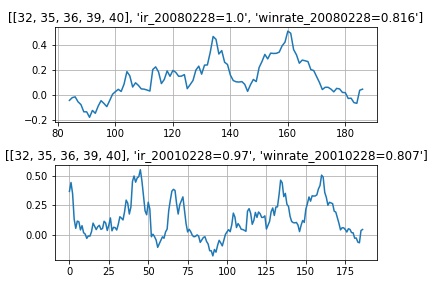 [[32, 35, 36, 39, 40], 'ir_20080228=1.0', 'winrate_20080228=0.816']
0.4
0.2
0.0
−0.2
80 100 120 140 160 180
[[32, 35, 36, 39, 40], 'ir_20010228=0.97', 'winrate_20010228=0.807']
0.50
0.25
0.00
0 25 50 75 100 125 150 175